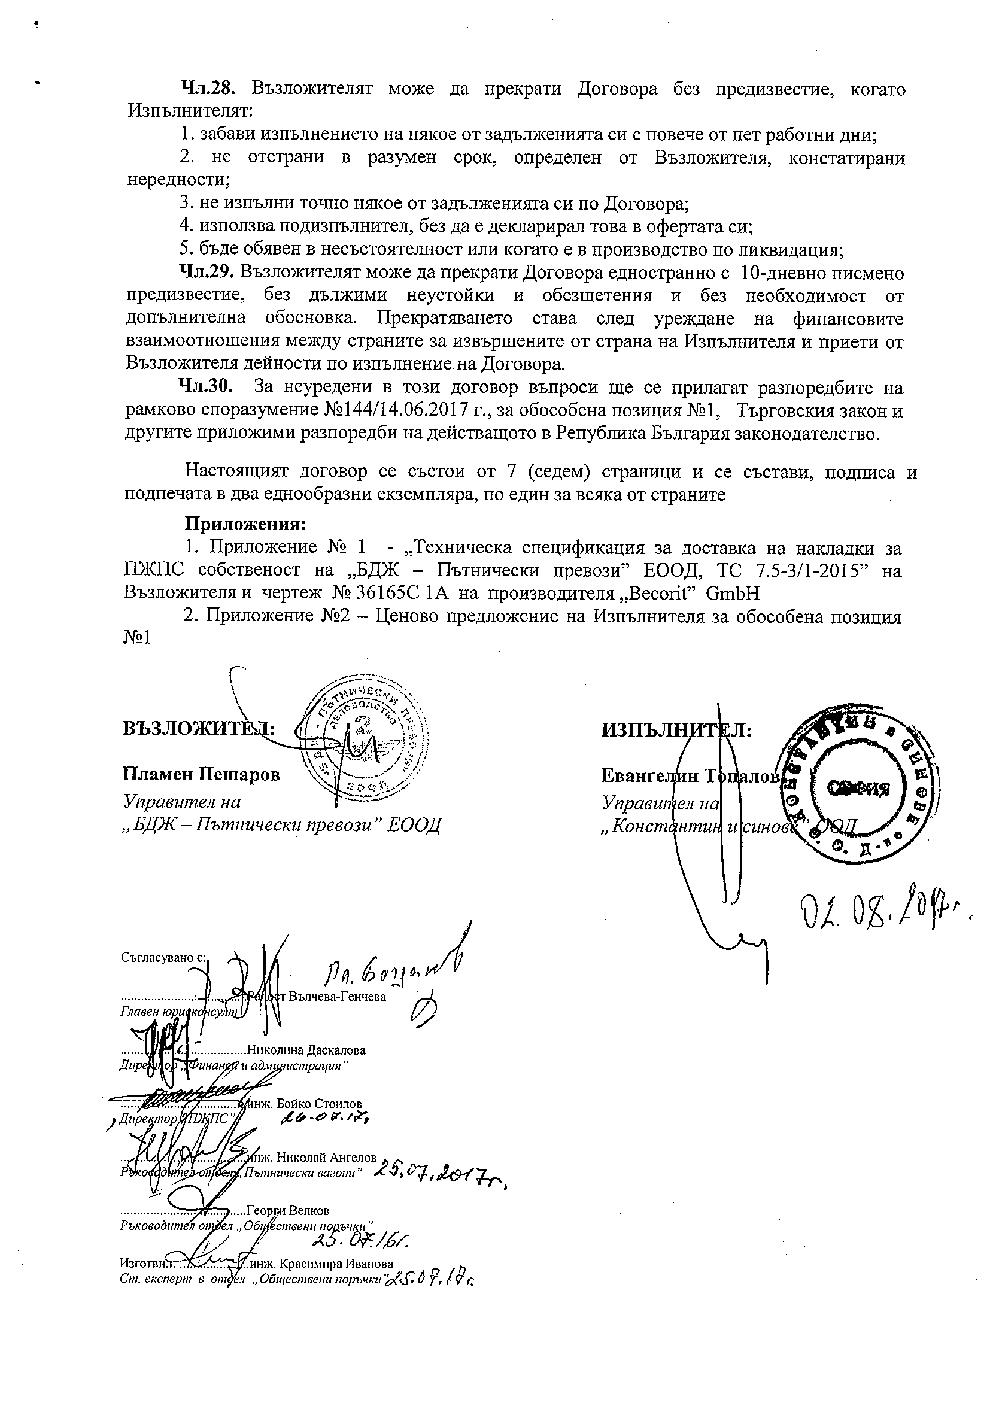 Чл.28. Възложителят може да прекрати Договора без предизвестие, когато
Изпълнителят:
1. забави изпълнението на някое от задълженията си с повече от пет работни дни;
2. не отстрани в разумен срок, определен от Възложителя, констатирани
нередности;
3. не изпълни точно някое от задълженията си по Договора;
4. използва подизпълнител, без да е декларирал това в офертата си;
5. бъде обявен в несъстоятелност или когато е в производство по ликвидация;
Чл.29. Възложителят може да прекрати Договора едностранно с 10-дневно писмено
предизвестие, без дължими неустойки и обезщетения и без необходимост от
допълнителна обосновка. Прекратяването става след уреждане на финансовите
взаимоотношения между страните за извършените от страна на Изпълнителя и приети от
Възложителя дейности по изпълнение на Договора.
Чл.30. За неуредени в този договор въпроси ще се прилагат разпоредбите на
рамково споразумение №144/14.06.2017 г., за обособена позиция №1, Търговския закон и
другите приложими разпоредби на действащото в Република България законодателство.
Настоящият договор се състои от 7 (седем) страници и се състави, подписа и
подпечата в два еднообразни екземпляра, по един за всяка от страните
Приложения:
1. Приложение № 1 - „Техническа спецификация за доставка на накладки за
ПЖПС собственост на „БДЖ – Пътнически превози” ЕООД, ТС 7.5-3/1-2015” на
Възложителя и чертеж № 36165C 1A на производителя „Becorit” GmbH
2. Приложение №2 – Ценово предложение на Изпълнителя за обособена позиция
№1
ВЪЗЛОЖИТЕЛ:
Пламен Пешаров
Управител на
„БДЖ – Пътнически превози” ЕООД
ИЗПЪЛНИТЕЛ:
Евангелин Топалов
Управител на
„Константин и синове” ООД
СОФИЯ
02.08.2017г.
Съгласувано с:
Вълчева-Генчева
Главен юрисконсулт
Николина Даскалова
Директор „Финанси и администрация”
инж. Бойко Стоилов
Директор „ПЖПС”
26.07.17г
инж. Николай Ангелов
Ръководител отдел „Пътнически вагони”
25.07.2017г.
Георги Велков
Ръководител отдел „Обществени поръчки”
25.07.16г.
Изготвил: инж. Красимира Иванова
Ст. експерт в отдел „Обществени поръчки” 25.07.17г.